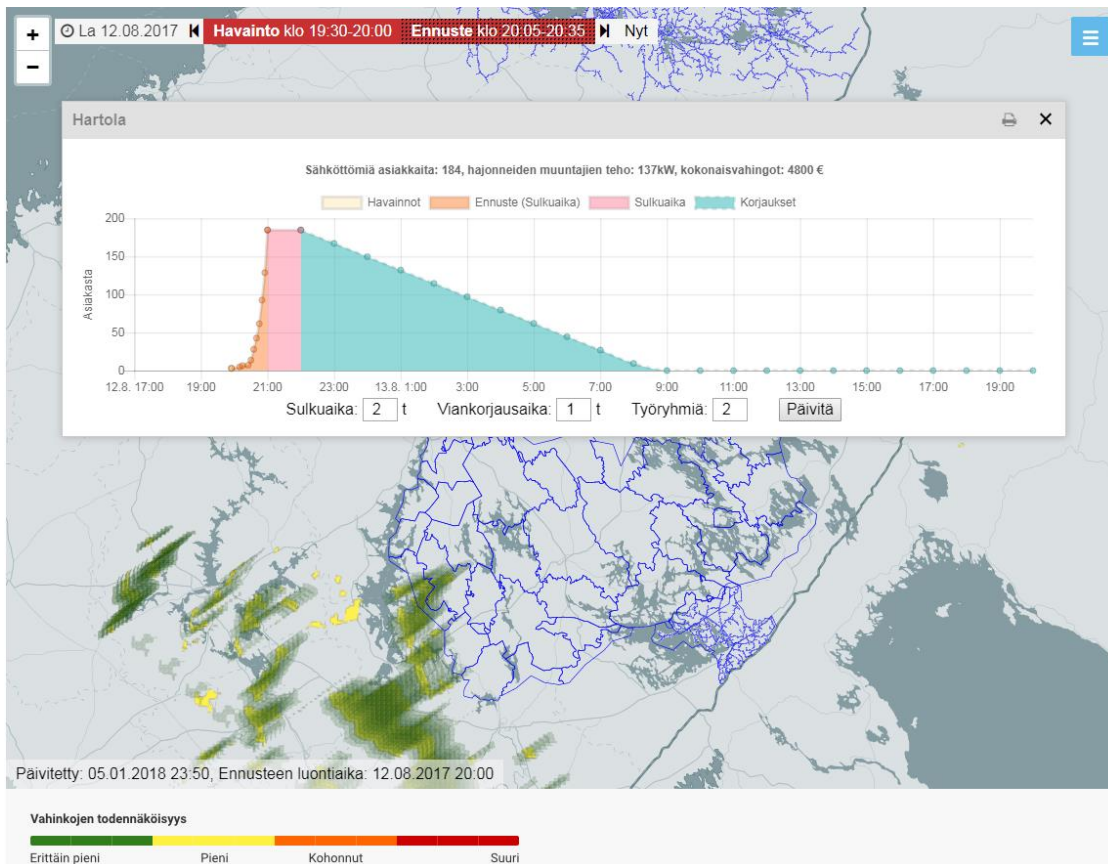 +
−
La 12.08.2017 Havainto klo 19:30-20:00 Ennuste klo 20:05-20:35 Nyt
Hartola
Sähköttömiä asiakkaita: 184, hajonneiden muuntajien teho: 137kW, kokonaisvahingot: 4800 €
Havainnot Ennuste (Sulkuaika) Sulkuaika Korjaukset
Asiakasta
200
150
100
50
0
12.8. 17:00 19:00 21:00 23:00 13.8. 1:00 3:00 5:00 7:00 9:00 11:00 13:00 15:00 17:00 19:00
Sulkuaika: 2 t Viankorjausaika: 1 t Työryhmiä: 2 Päivitä
Päivitetty: 05.01.2018 23:50, Ennusteen luontiaika: 12.08.2017 20:00
Vahinkojen todennäköisyys
Erittäin pieni Pieni Kohonnut Suuri